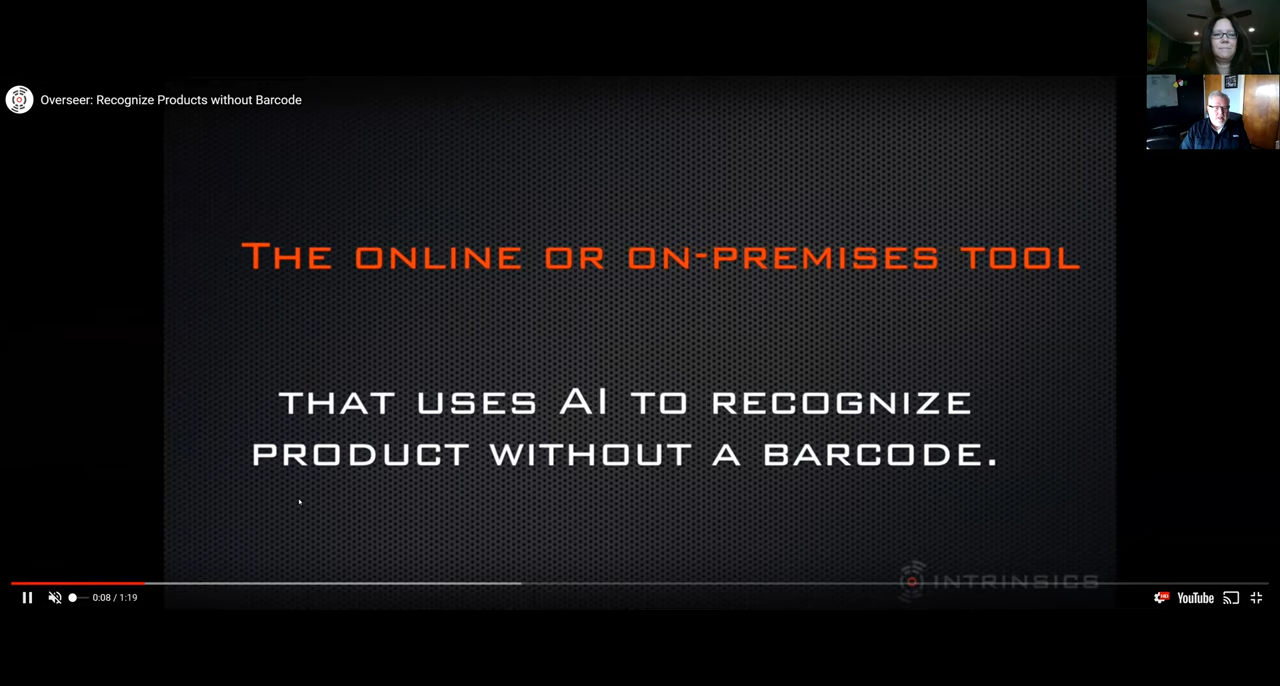 Overseer: Recognize Products without Barcode
THE ONLINE OR ON-PREMISES TOOL
THAT USES AI TO RECOGNIZE
PRODUCT WITHOUT A BARCODE.
INTRINSICS
0:08 / 1:19
HD
YouTube